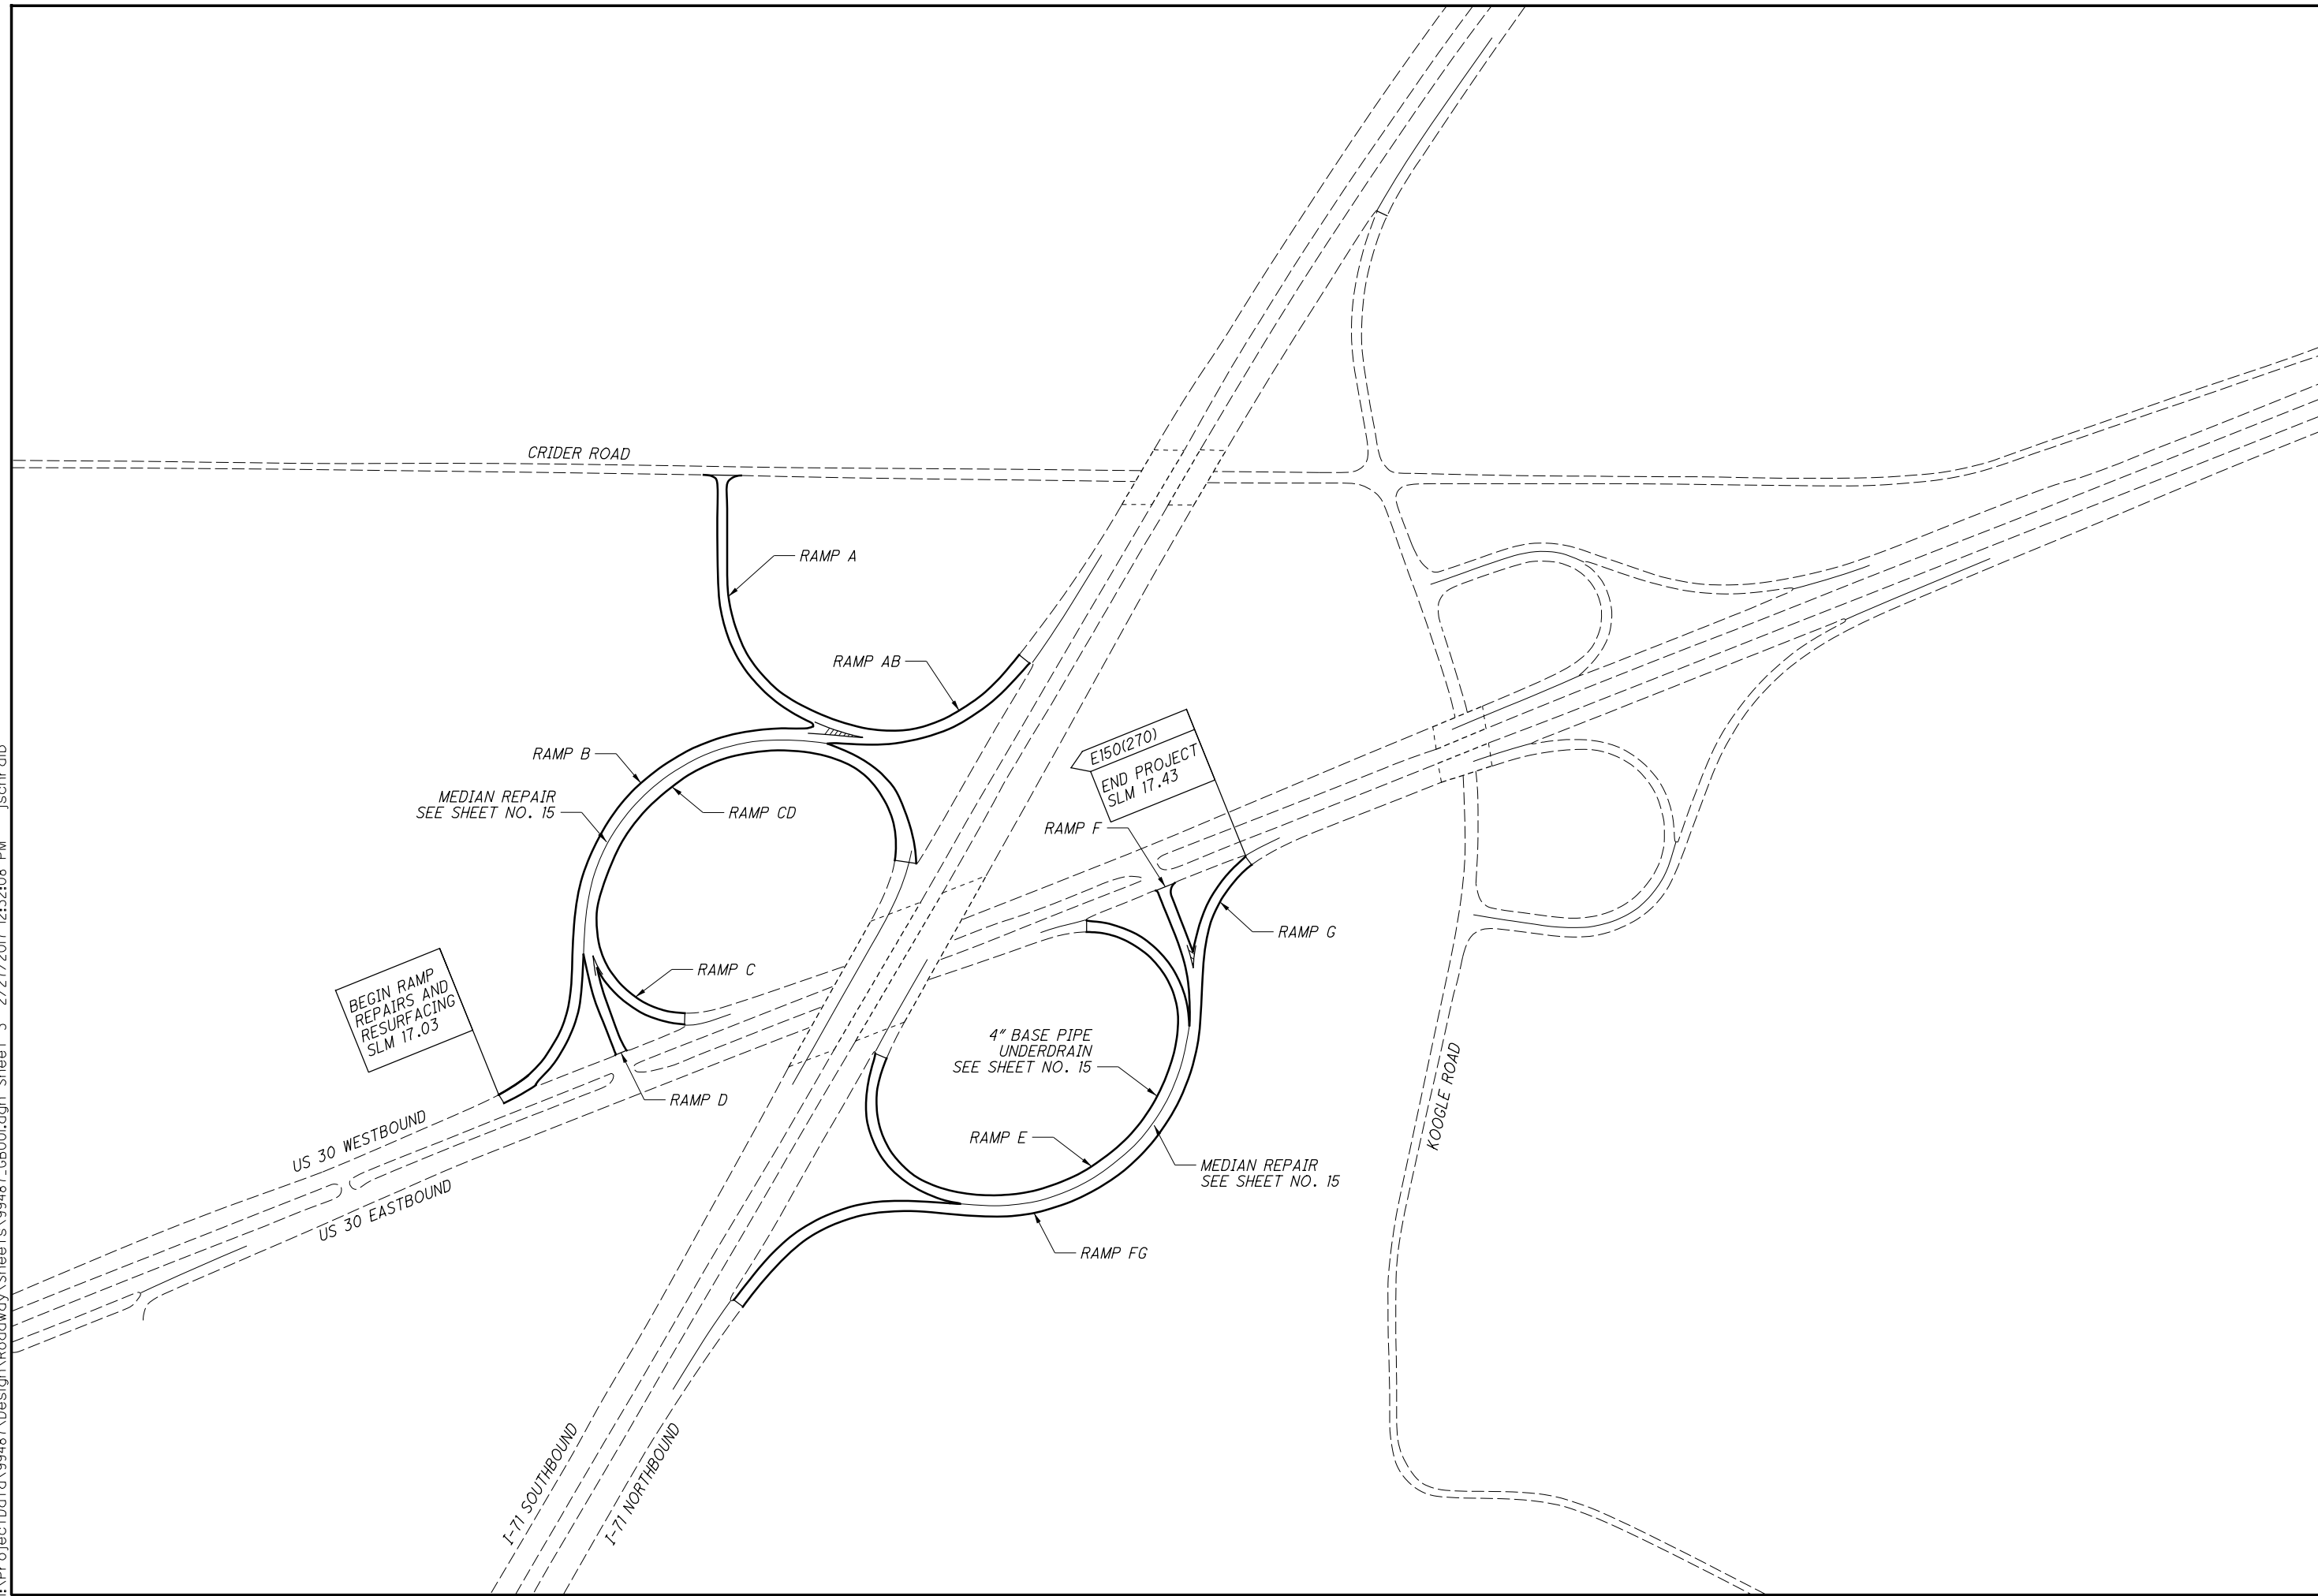 CRIDER ROAD
RAMP A
RAMP AB
RAMP B
MEDIAN REPAIR
SEE SHEET NO. 15
RAMP CD
E150(270)
END PROJECT
SLM 17.43
RAMP F
RAMP G
RAMP C
BEGIN RAMP
REPAIRS AND
RESURFACING
SLM 17.03
4" BASE PIPE
UNDERDRAIN
SEE SHEET NO. 15
RAMP D
RAMP E
MEDIAN REPAIR
SEE SHEET NO. 15
RAMP FG
US 30 WESTBOUND
US 30 EASTBOUND
KOOGLE ROAD
I-71 SOUTHBOUND
I-71 NORTHBOUND